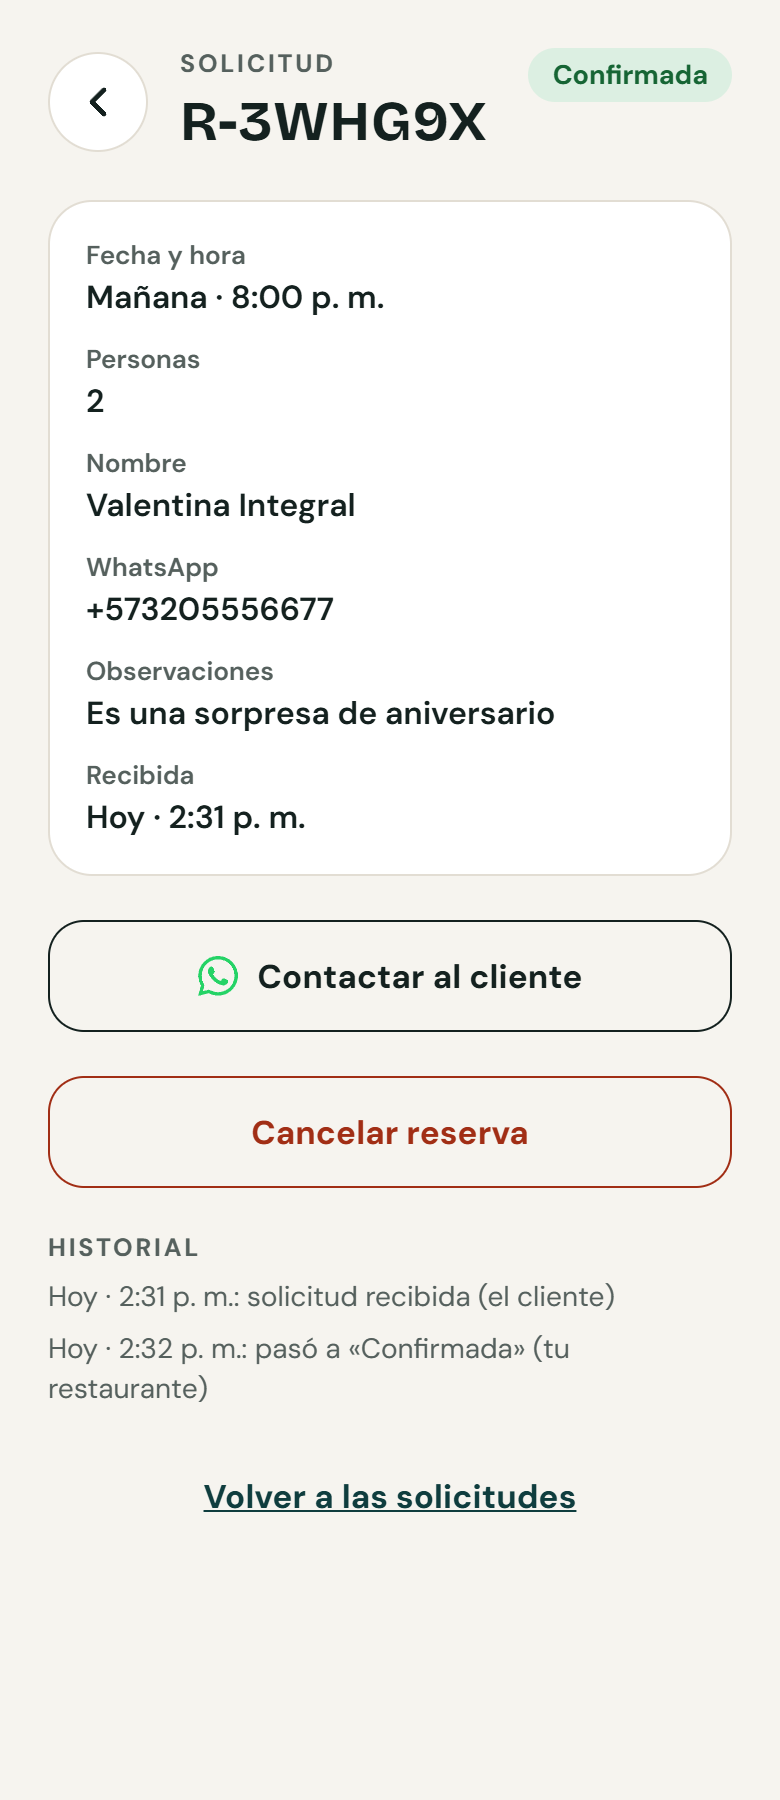 SOLICITUD
R-3WHG9X
Confirmada
Fecha y hora
Mañana · 8:00 p. m.
Personas
2
Nombre
Valentina Integral
WhatsApp
+573205556677
Observaciones
Es una sorpresa de aniversario
Recibida
Hoy · 2:31 p. m.
Contactar al cliente
Cancelar reserva
HISTORIAL
Hoy · 2:31 p. m.: solicitud recibida (el cliente)
Hoy · 2:32 p. m.: pasó a «Confirmada» (tu
restaurante)
Volver a las solicitudes